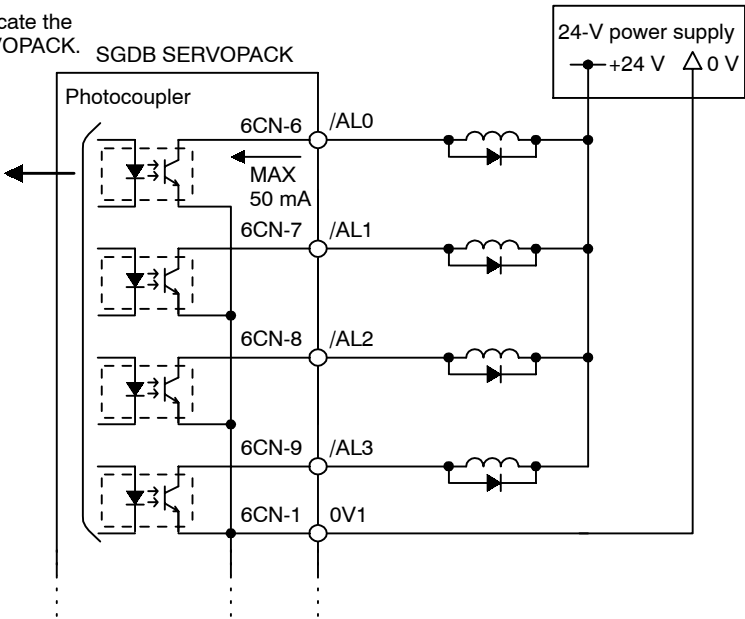 cate the
VOPACK.
SGDB SERVOPACK
24-V power supply
+24 V
0 V
Photocoupler
6CN-6
/AL0
MAX
50 mA
6CN-7
/AL1
6CN-8
/AL2
6CN-9
/AL3
6CN-1
0V1